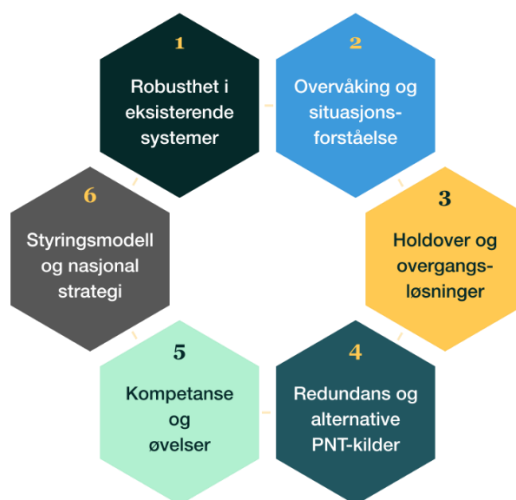 1
Robusthet i
eksisterende
systemer
2
Overvåking og
situasjons-
forståelse
3
Holdover og
overgangs-
løsninger
4
Redundans og
alternative
PNT-kilder
5
Kompetanse
og
øvelser
6
Styringsmodell
og nasjonal
strategi